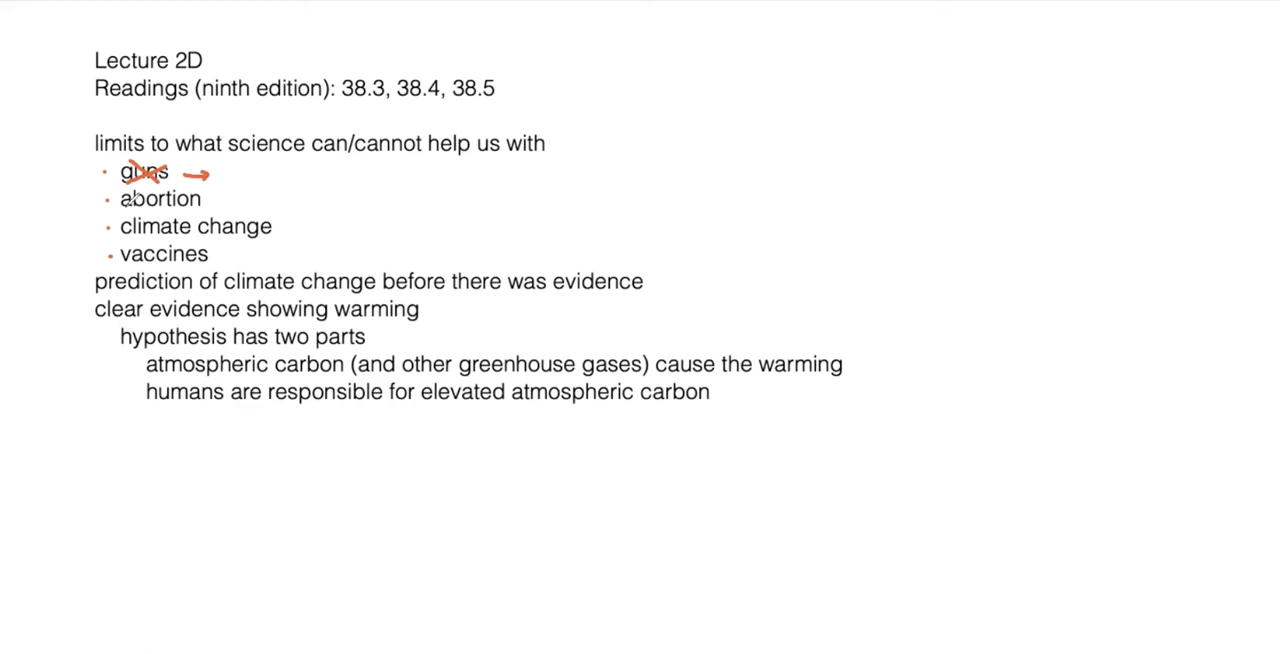 Lecture 2D
Readings (ninth edition): 38.3, 38.4, 38.5
limits to what science can/cannot help us with
guns
abortion
climate change
vaccines
prediction of climate change before there was evidence
clear evidence showing warming
hypothesis has two parts
atmospheric carbon (and other greenhouse gases) cause the warming
humans are responsible for elevated atmospheric carbon